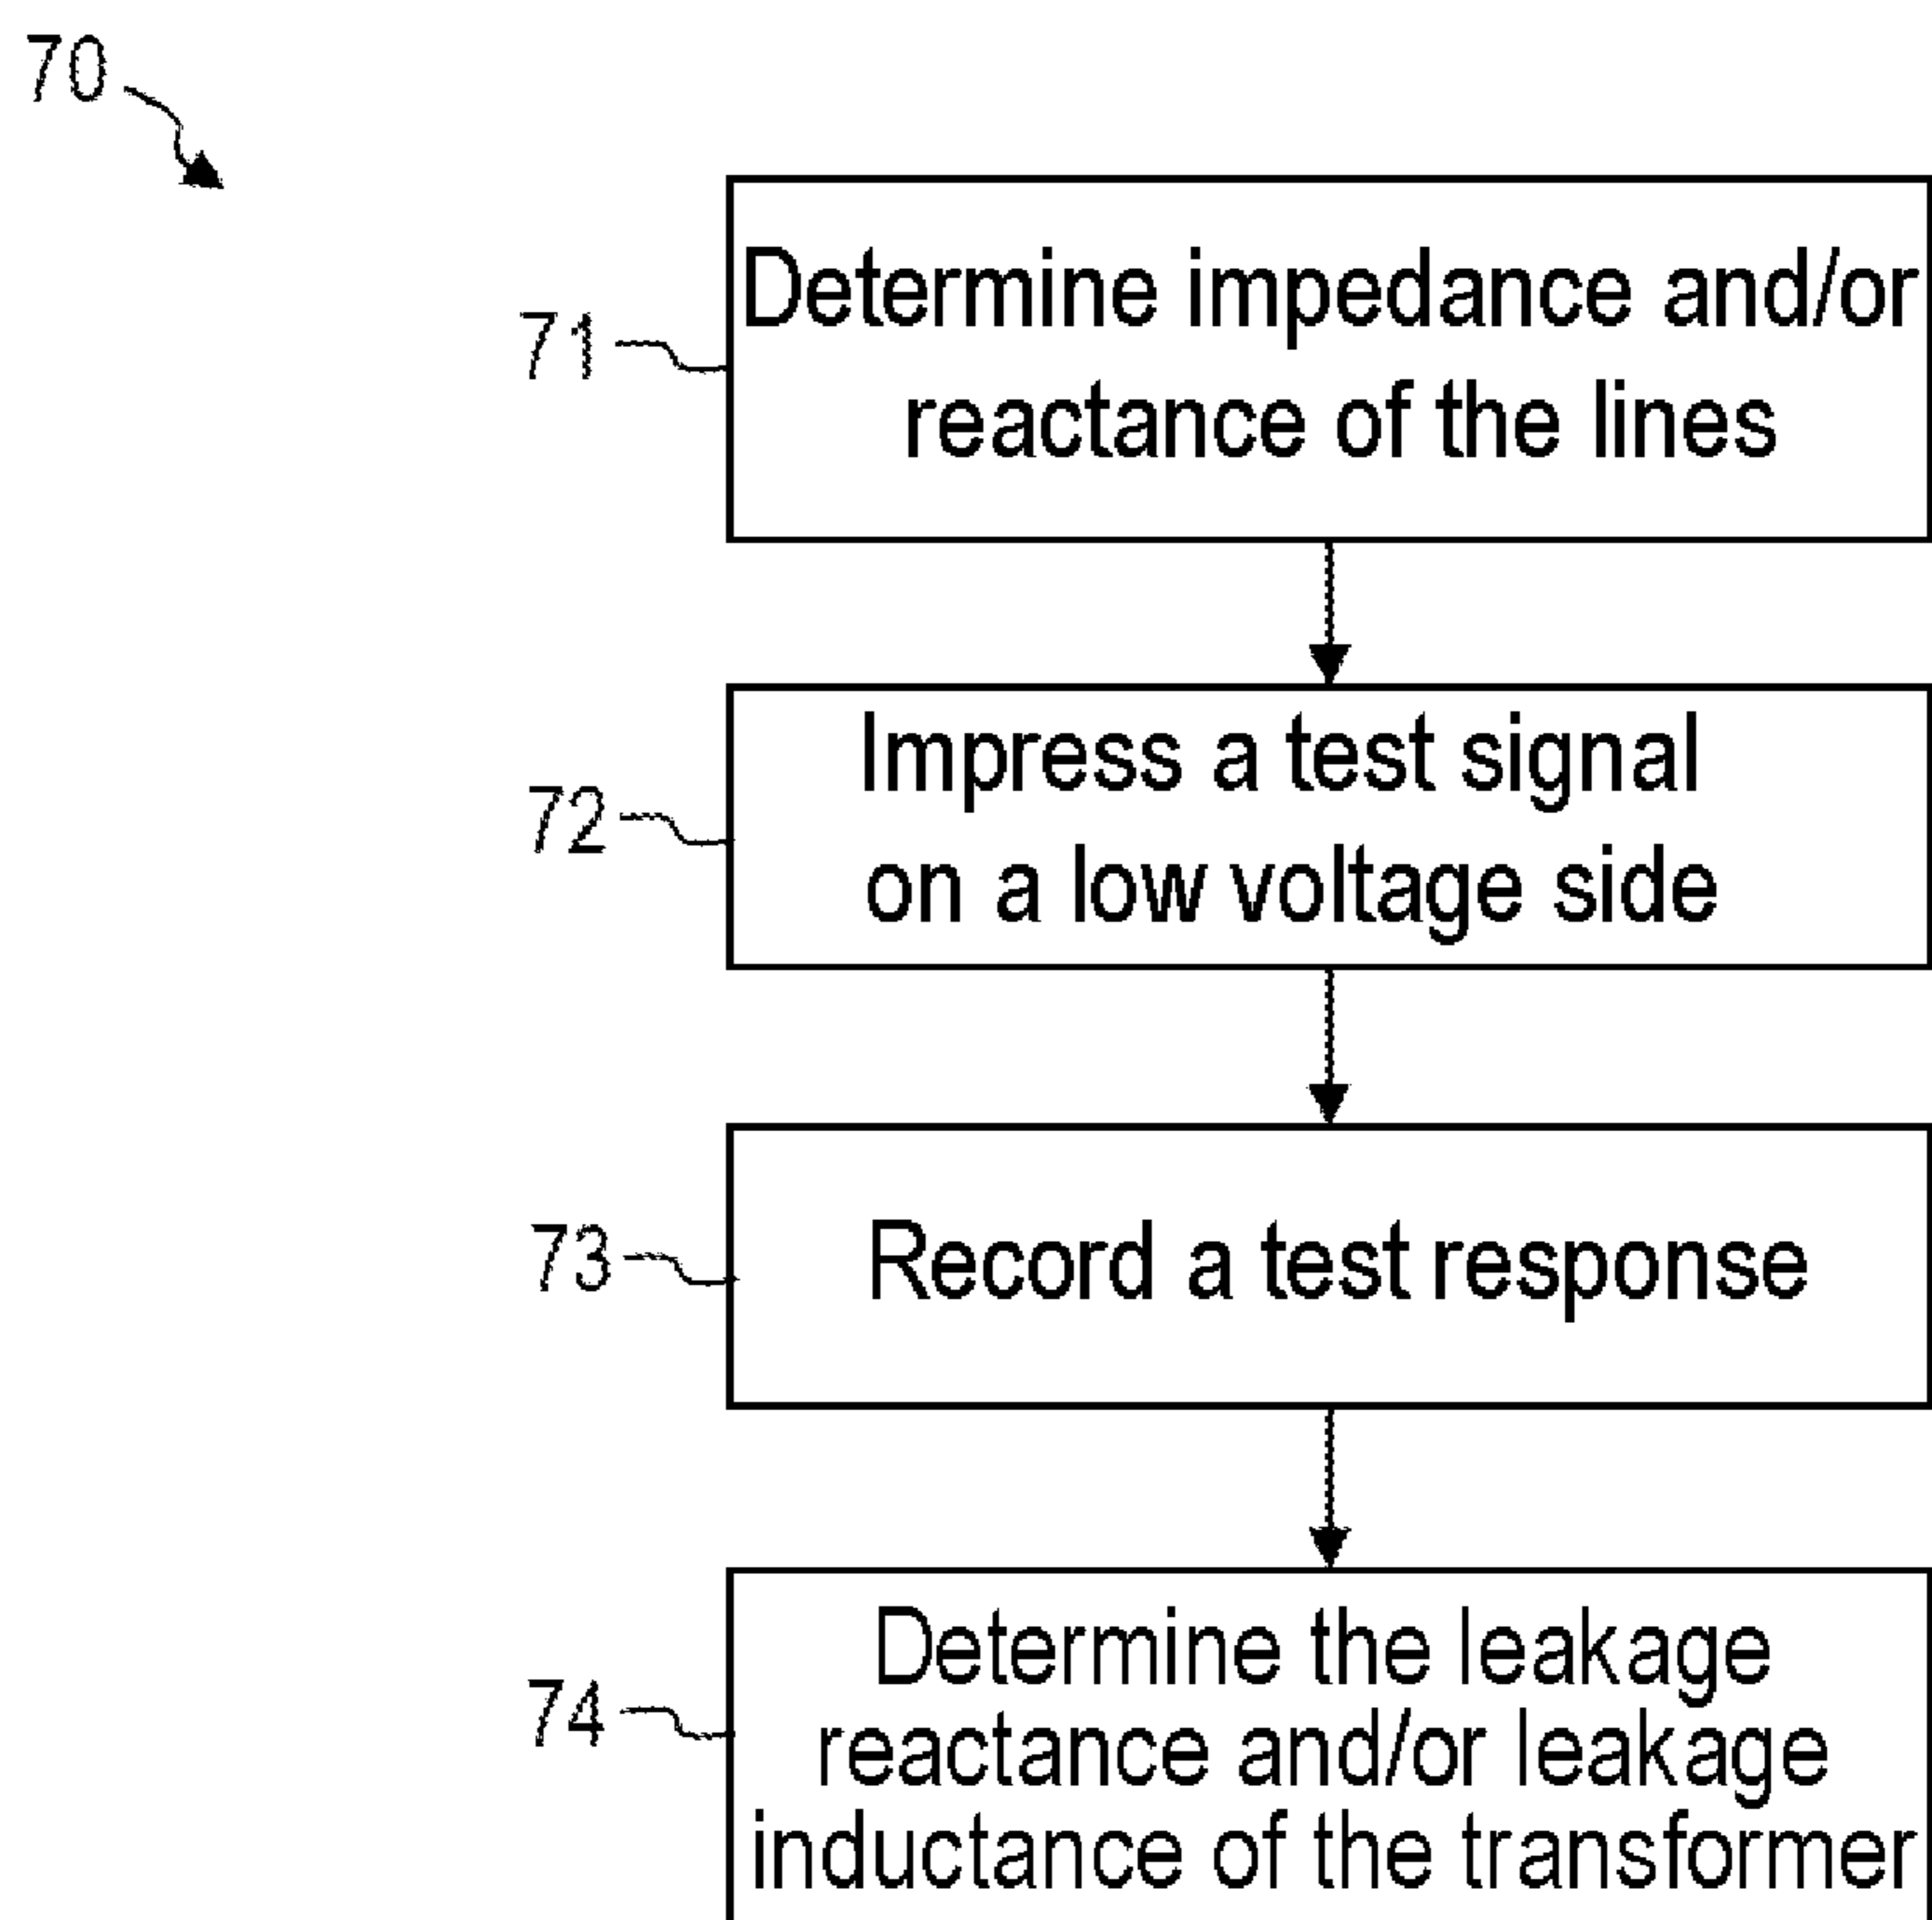 70
71
Determine impedance and/or
reactance of the lines
72
Impress a test signal
on a low voltage side
73
Record a test response
74
Determine the leakage
reactance and/or leakage
inductance of the transformer